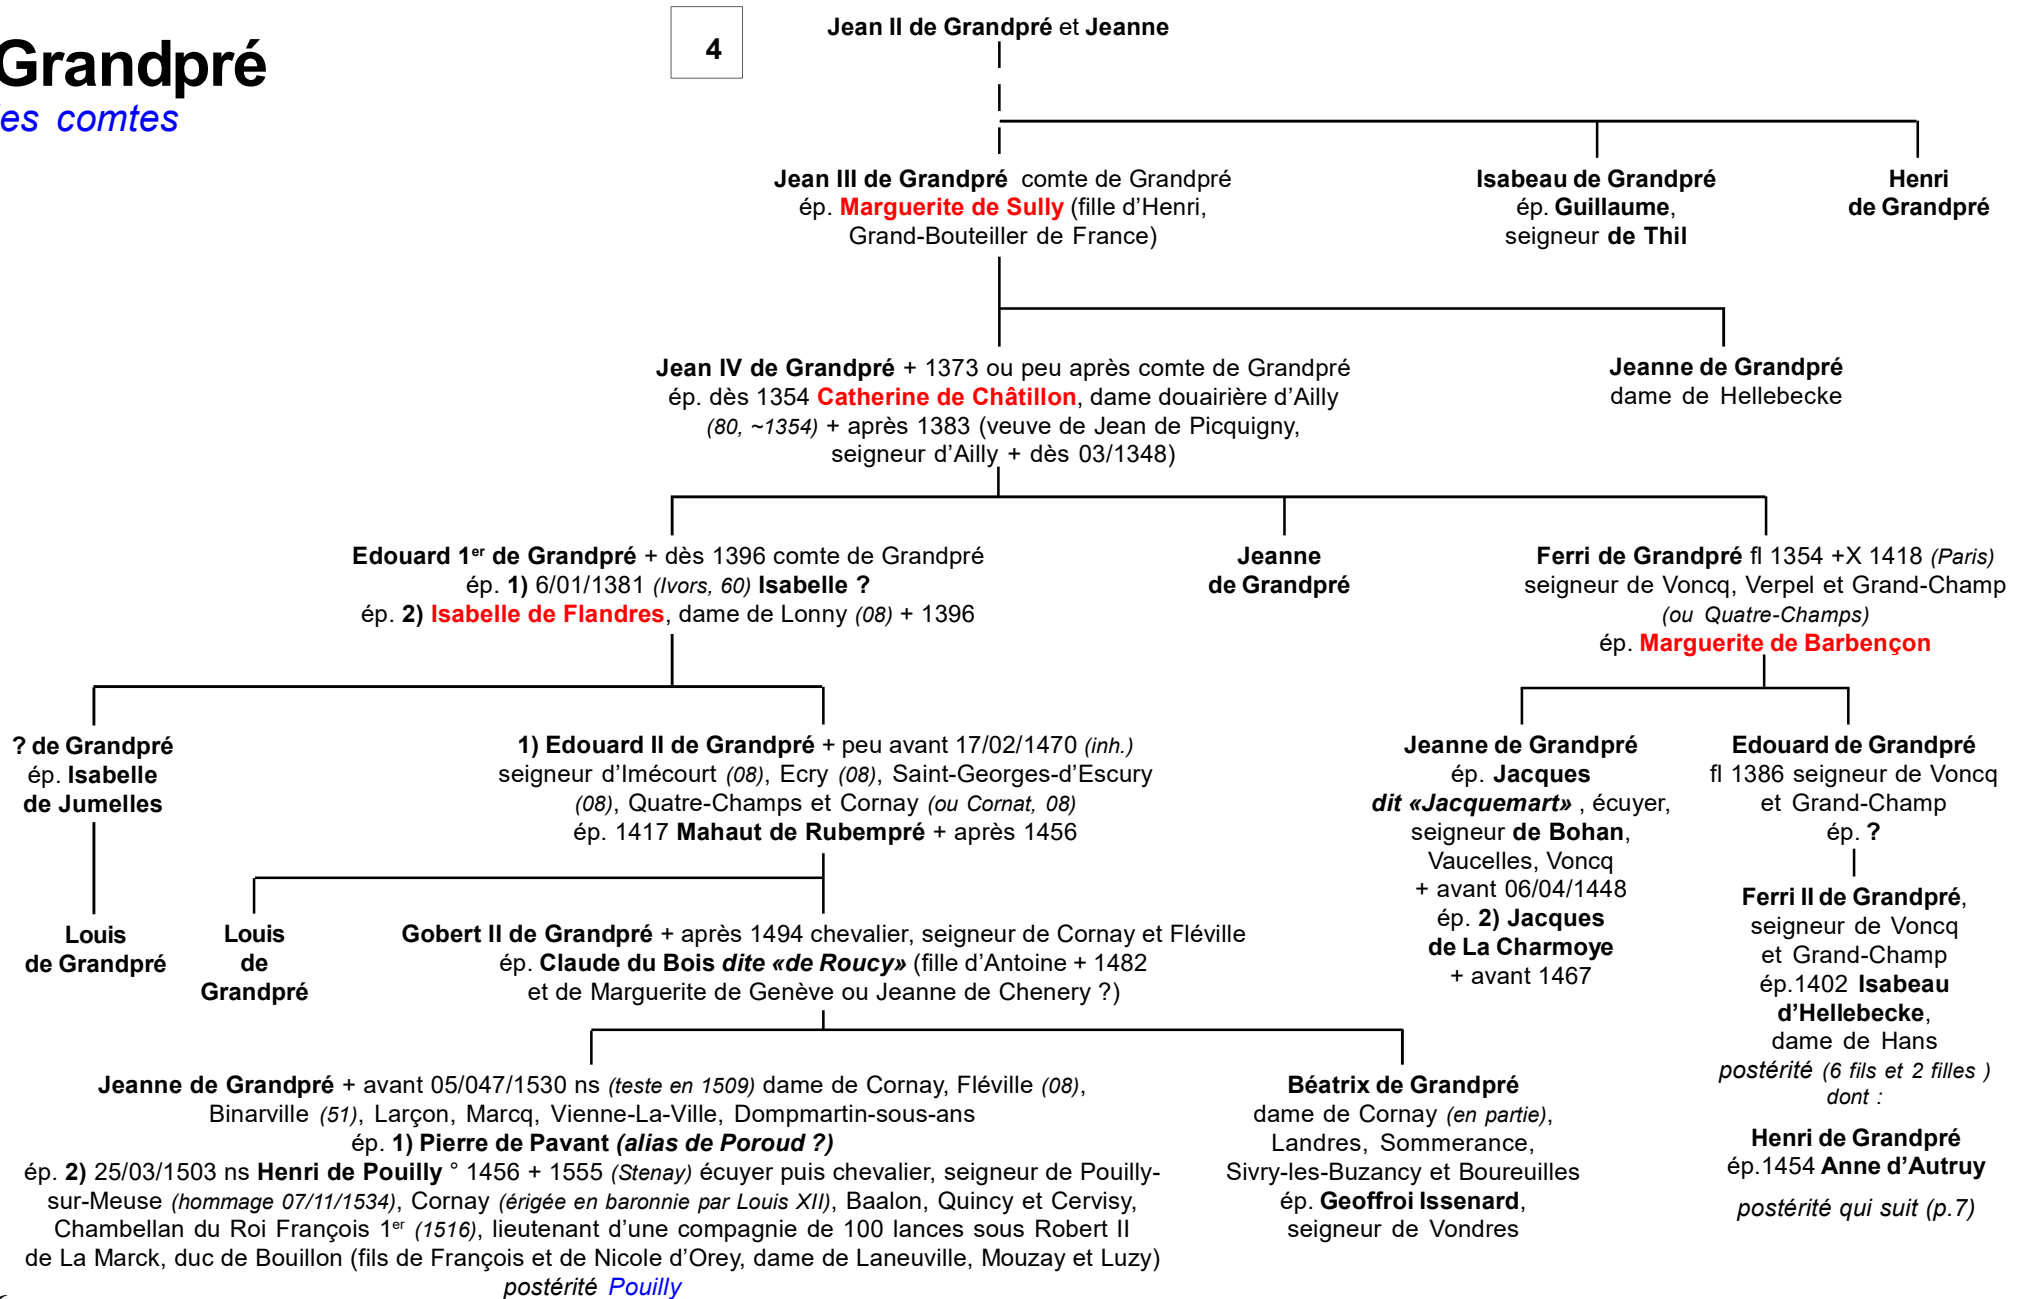 Grandpré
es comtes
4
Jean II de Grandpré et Jeanne
Jean III de Grandpré comte de Grandpré
ép. Marguerite de Sully (fille d’Henri,
Grand-Bouteiller de France)
Isabeau de Grandpré
ép. Guillaume,
seigneur de Thil
Henri
de Grandpré
Jean IV de Grandpré + 1373 ou peu après comte de Grandpré
ép. dès 1354 Catherine de Châtillon, dame douairière d’Ailly
(80, ~1354) + après 1383 (veuve de Jean de Picquigny,
seigneur d’Ailly + dès 03/1348)
Jeanne de Grandpré
dame de Hellebecke
Edouard 1er de Grandpré + dès 1396 comte de Grandpré
ép. 1) 6/01/1381 (Ivors, 60) Isabelle ?
ép. 2) Isabelle de Flandres, dame de Lonny (08) + 1396
Jeanne
de Grandpré
Ferri de Grandpré fl 1354 +X 1418 (Paris)
seigneur de Voncq, Verpel et Grand-Champ
(ou Quatre-Champs)
ép. Marguerite de Barbençon
? de Grandpré
ép. Isabelle
de Jumelles
1) Edouard II de Grandpré + peu avant 17/02/1470 (inh.)
seigneur d’Imécourt (08), Ecry (08), Saint-Georges-d’Escury
(08), Quatre-Champs et Cornay (ou Cornat, 08)
ép. 1417 Mahaut de Rubempré + après 1456
Jeanne de Grandpré
ép. Jacques
dit «Jacquemart» , écuyer,
seigneur de Bohan,
Vaucelles, Voncq
+ avant 06/04/1448
ép. 2) Jacques
de La Charmoye
+ avant 1467
Edouard de Grandpré
fl 1386 seigneur de Voncq
et Grand-Champ
ép. ?
Ferri II de Grandpré,
seigneur de Voncq
et Grand-Champ
ép.1402 Isabeau
d’Hellebecke,
dame de Hans
postérité (6 fils et 2 filles )
dont :
Henri de Grandpré
ép.1454 Anne d’Autruy
postérité qui suit (p.7)
Louis
de Grandpré
Louis
de
Grandpré
Gobert II de Grandpré + après 1494 chevalier, seigneur de Cornay et Fléville
ép. Claude du Bois dite «de Roucy» (fille d’Antoine + 1482
et de Marguerite de Genève ou Jeanne de Chenery ?)
Jeanne de Grandpré + avant 05/047/1530 ns (teste en 1509) dame de Cornay, Fléville (08),
Binarville (51), Larçon, Marcq, Vienne-La-Ville, Dompmartin-sous-ans
ép. 1) Pierre de Pavant (alias de Poroud ?)
ép. 2) 25/03/1503 ns Henri de Pouilly ° 1456 + 1555 (Stenay) écuyer puis chevalier, seigneur de Pouilly-
sur-Meuse (hommage 07/11/1534), Cornay (érigée en baronnie par Louis XII), Baalon, Quincy et Cervisy,
Chambellan du Roi François 1er (1516), lieutenant d’une compagnie de 100 lances sous Robert II
de La Marck, duc de Bouillon (fils de François et de Nicole d’Orey, dame de Laneuville, Mouzay et Luzy)
postérité Pouilly
Béatrix de Grandpré
dame de Cornay (en partie),
Landres, Sommerance,
Sivry-les-Buzancy et Boureuilles
ép. Geoffroi Issenard,
seigneur de Vondres